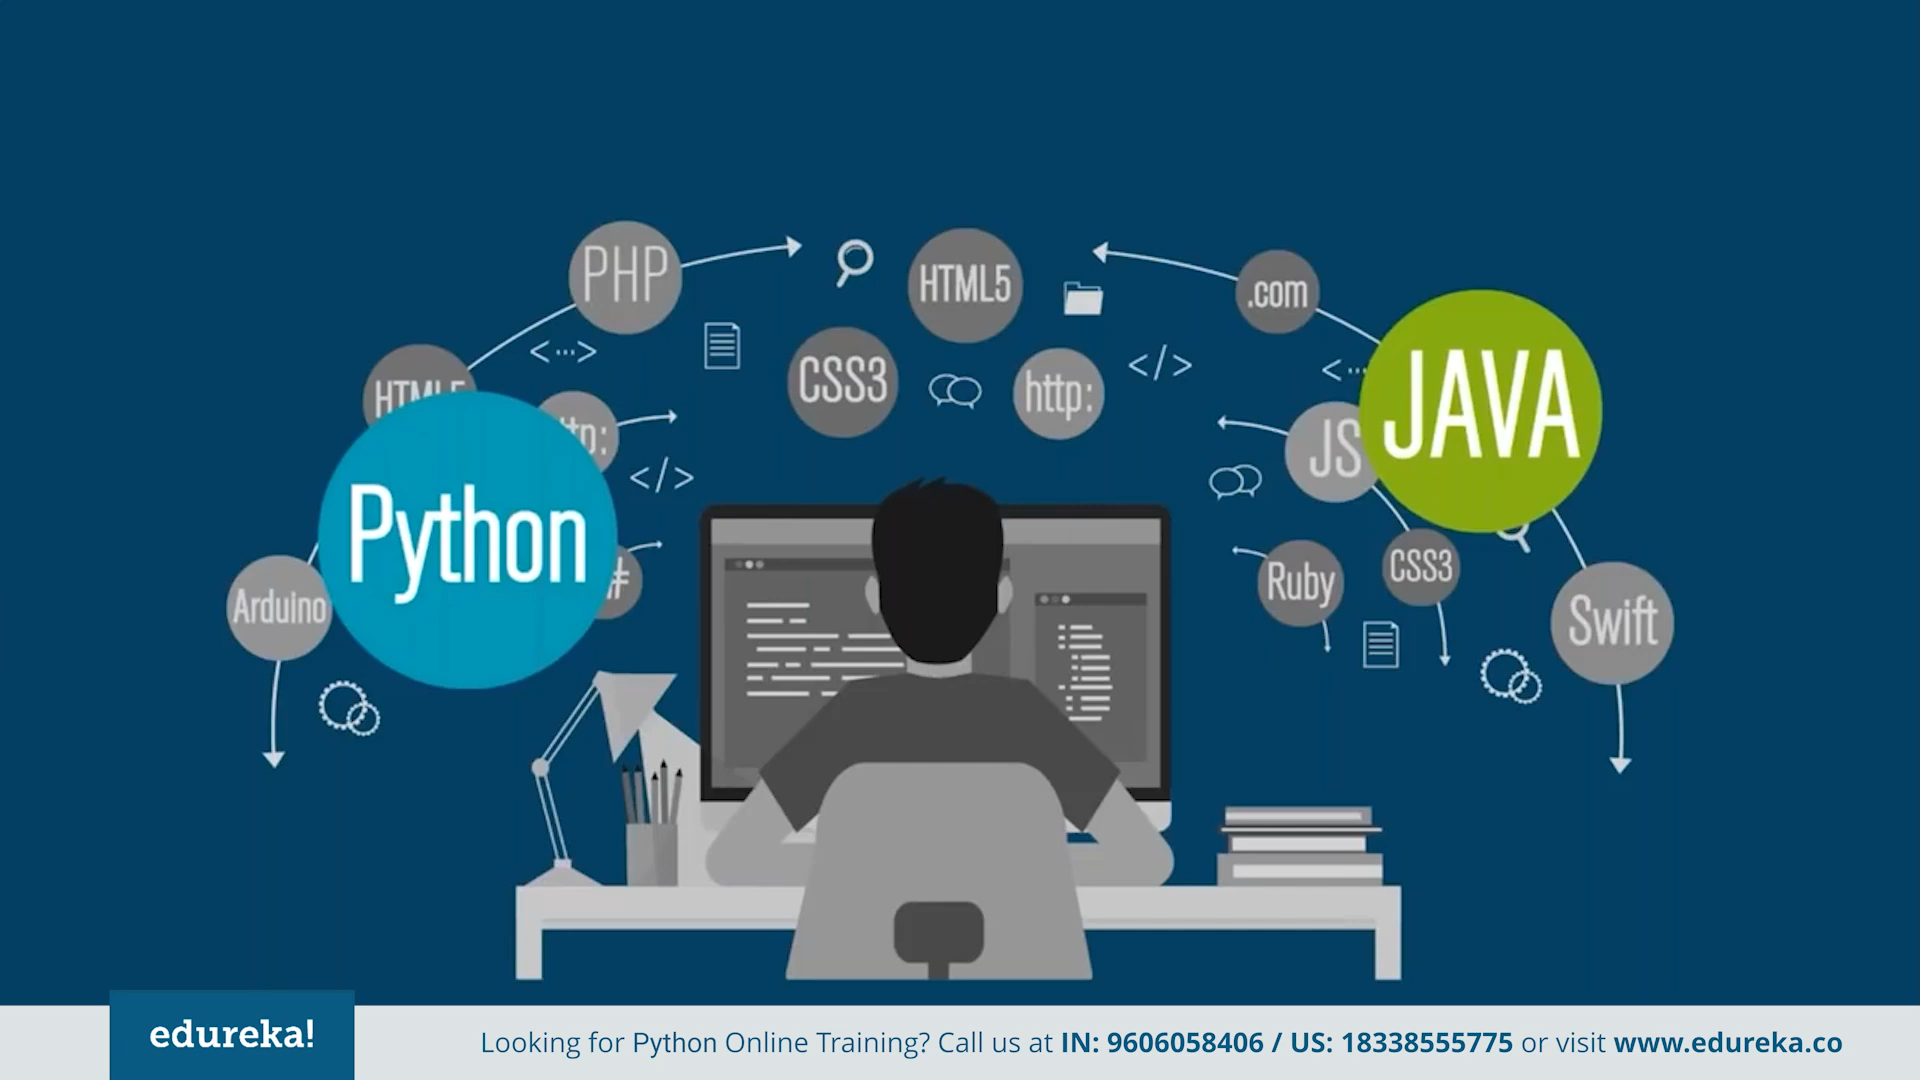 PHP
HTML5
.com
JAVA
CSS3
http:
JS
Python
Ruby
CSS3
Arduino
Swift
edureka!
Looking for Python Online Training? Call us at IN: 9606058406 / US: 18338555775 or visit www.edureka.co